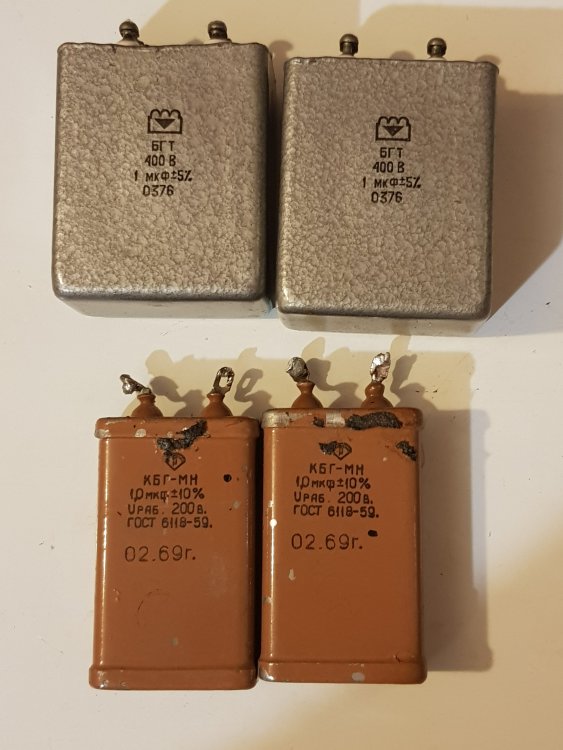 БГТ
400 В
1 мкФ±5%
0376
БГТ
400 В
1 мкФ±5%
0376
КБГ-МН
1,0мкф±10%
Uраб. 200в.
ГОСТ 6118-59.
02.69г.
КБГ-МН
1,0мкф±10%
Uраб. 200в.
ГОСТ 6118-59.
02.69г.